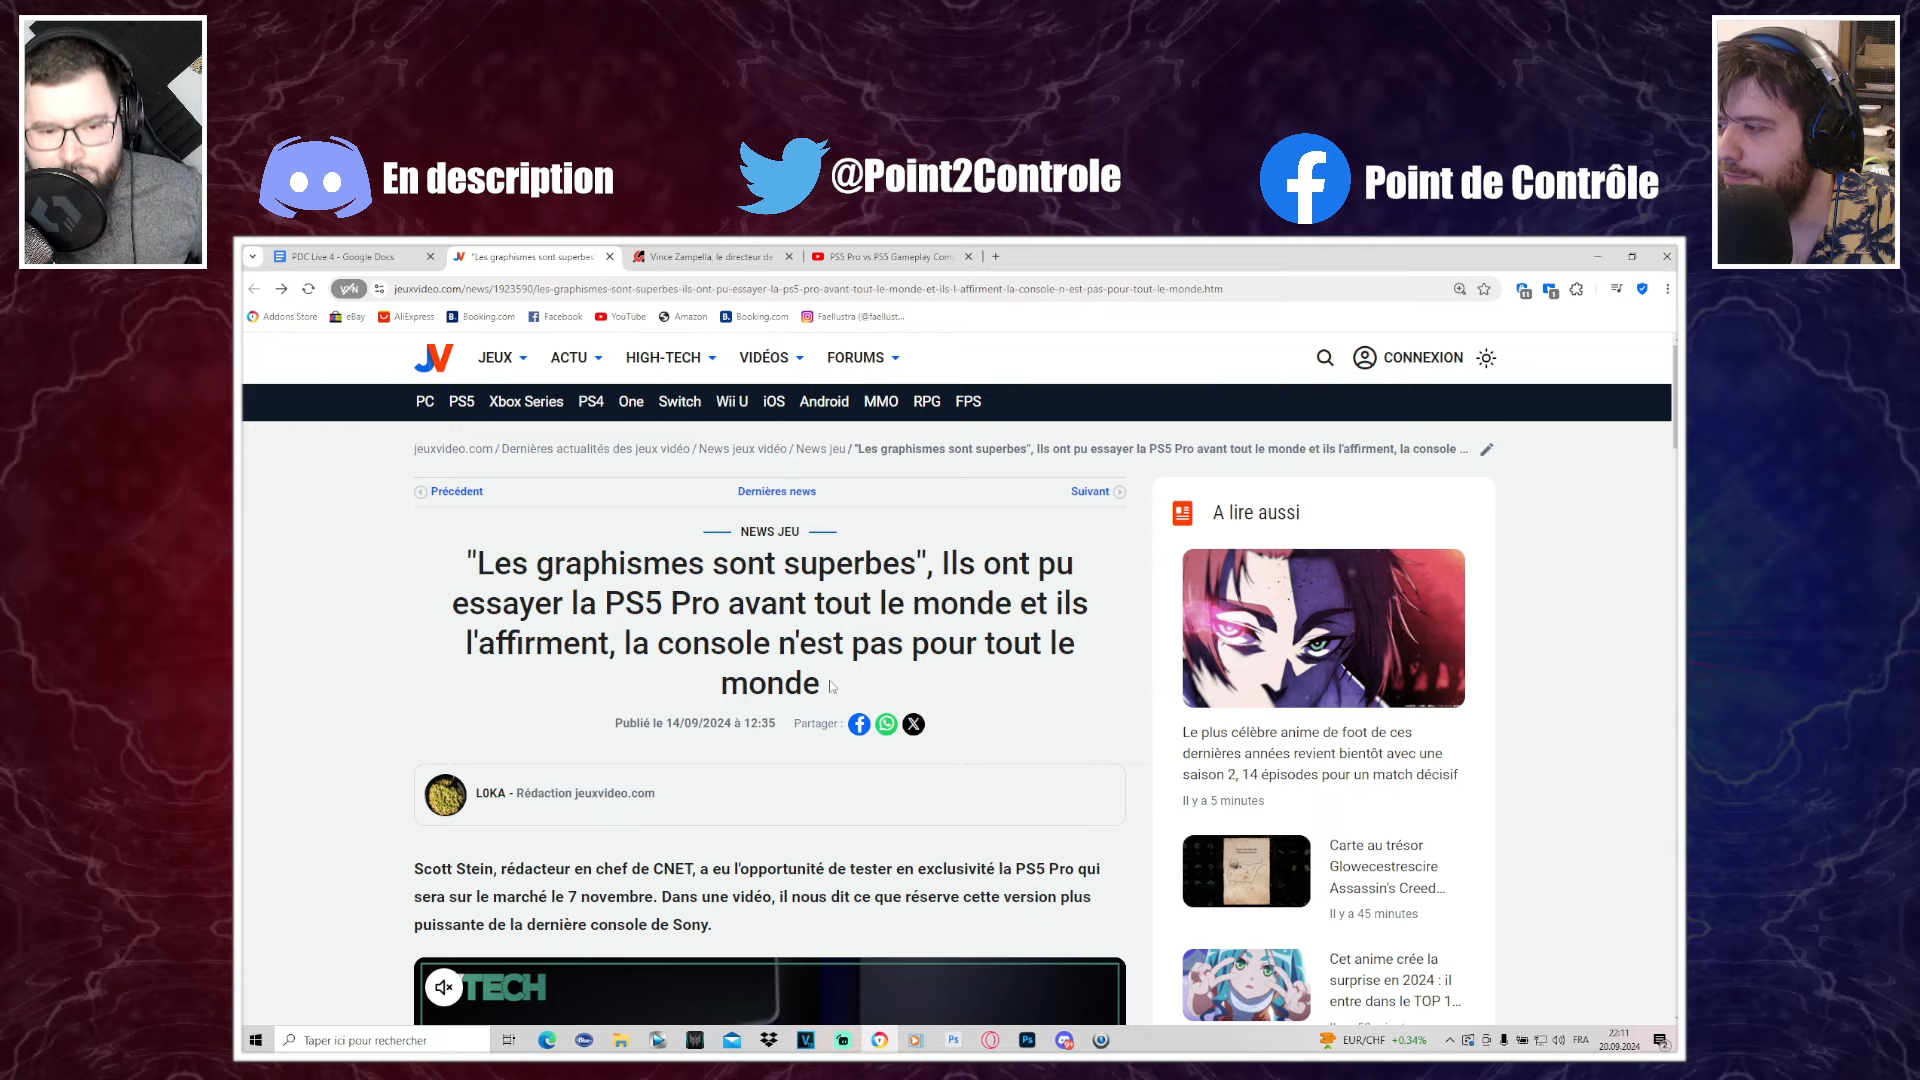 En description
@Point2Controle
Point de Contrôle
PDC Live 4 - Google Docs
"Les graphismes sont superbes"
Vince Zampella, le directeur de
PS5 Pro vs PS5 Gameplay Com
jeuxvideo.com/news/1923590/les-graphismes-sont-superbes-ils-ont-pu-essayer-la-ps5-pro-avant-tout-le-monde-et-ils-l-affirment-la-console-n-est-pas-pour-tout-le-monde.htm
Addons Store eBay AliExpress Booking.com Facebook YouTube Amazon Booking.com Faellustra (@faellust...
JV JEUX ACTU HIGH-TECH VIDÉOS FORUMS CONNEXION
PC PS5 Xbox Series PS4 One Switch Wii U iOS Android MMO RPG FPS
jeuxvideo.com / Dernières actualités des jeux vidéo / News jeux vidéo / News jeu / "Les graphismes sont superbes", Ils ont pu essayer la PS5 Pro avant tout le monde et ils l'affirment, la console ...
Précédent Dernières news Suivant
NEWS JEU
"Les graphismes sont superbes", Ils ont pu
essayer la PS5 Pro avant tout le monde et ils
l'affirment, la console n'est pas pour tout le
monde
Publié le 14/09/2024 à 12:35 Partager :
L0KA - Rédaction jeuxvideo.com
Scott Stein, rédacteur en chef de CNET, a eu l'opportunité de tester en exclusivité la PS5 Pro qui
sera sur le marché le 7 novembre. Dans une vidéo, il nous dit ce que réserve cette version plus
puissante de la dernière console de Sony.
TECH
A lire aussi
Le plus célèbre anime de foot de ces
dernières années revient bientôt avec une
saison 2, 14 épisodes pour un match décisif
Il y a 5 minutes
Carte au trésor
Glowecestrescire
Assassin's Creed...
Il y a 45 minutes
Cet anime crée la
surprise en 2024 : il
entre dans le TOP 1...
Taper ici pour rechercher
EUR/CHF +0,34%
FRA
22:11
20.09.2024